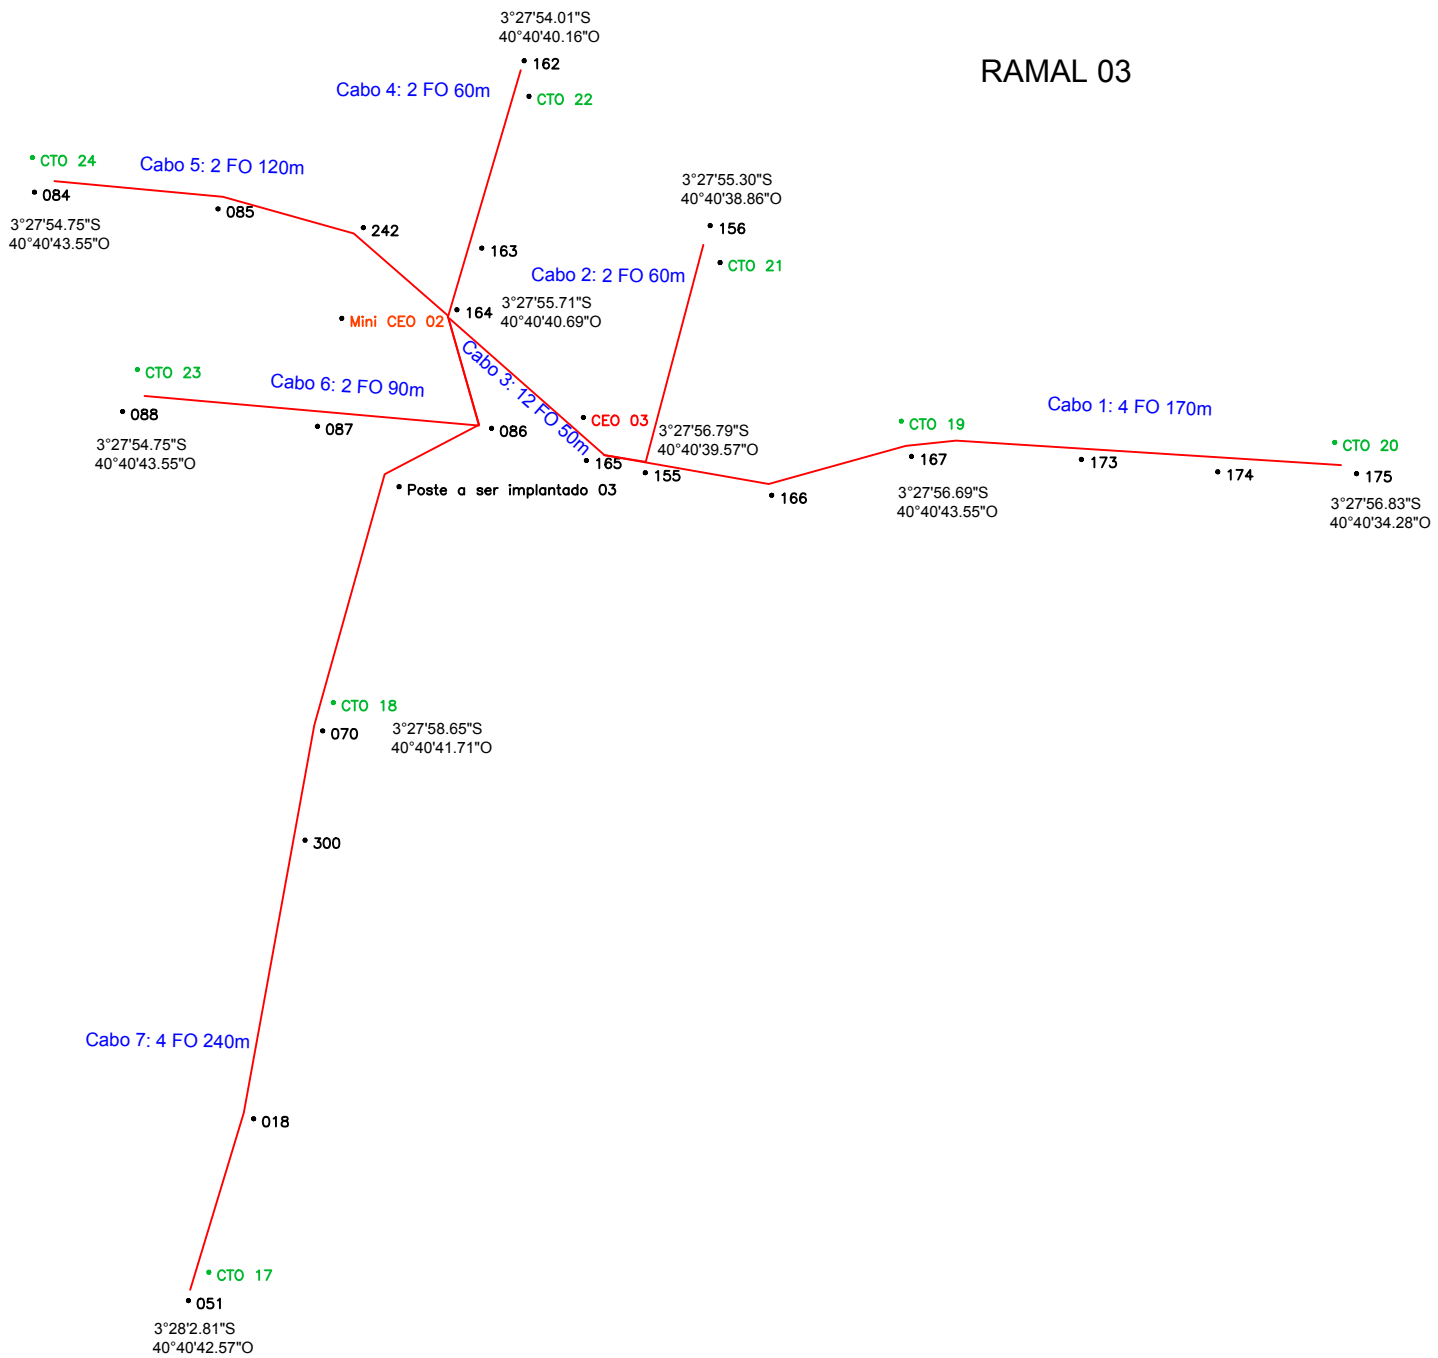 3°27'54.01"S
40°40'40.16"O
162
RAMAL 03
Cabo 4: 2 FO 60m
CTO 22
CTO 24
Cabo 5: 2 FO 120m
084
3°27'54.75"S
40°40'43.55"O
085
242
3°27'55.30"S
40°40'38.86"O
156
163
Cabo 2: 2 FO 60m
CTO 21
164
3°27'55.71"S
40°40'40.69"O
Mini CEO 02
Cabo 3: 12 FO 50m
CTO 23
Cabo 6: 2 FO 90m
088
3°27'54.75"S
40°40'43.55"O
087
086
CEO 03
165
3°27'56.79"S
40°40'39.57"O
155
Cabo 1: 4 FO 170m
CTO 19
167
3°27'56.69"S
40°40'43.55"O
166
173
174
CTO 20
175
3°27'56.83"S
40°40'34.28"O
Poste a ser implantado 03
CTO 18
070
3°27'58.65"S
40°40'41.71"O
300
Cabo 7: 4 FO 240m
018
CTO 17
051
3°28'2.81"S
40°40'42.57"O